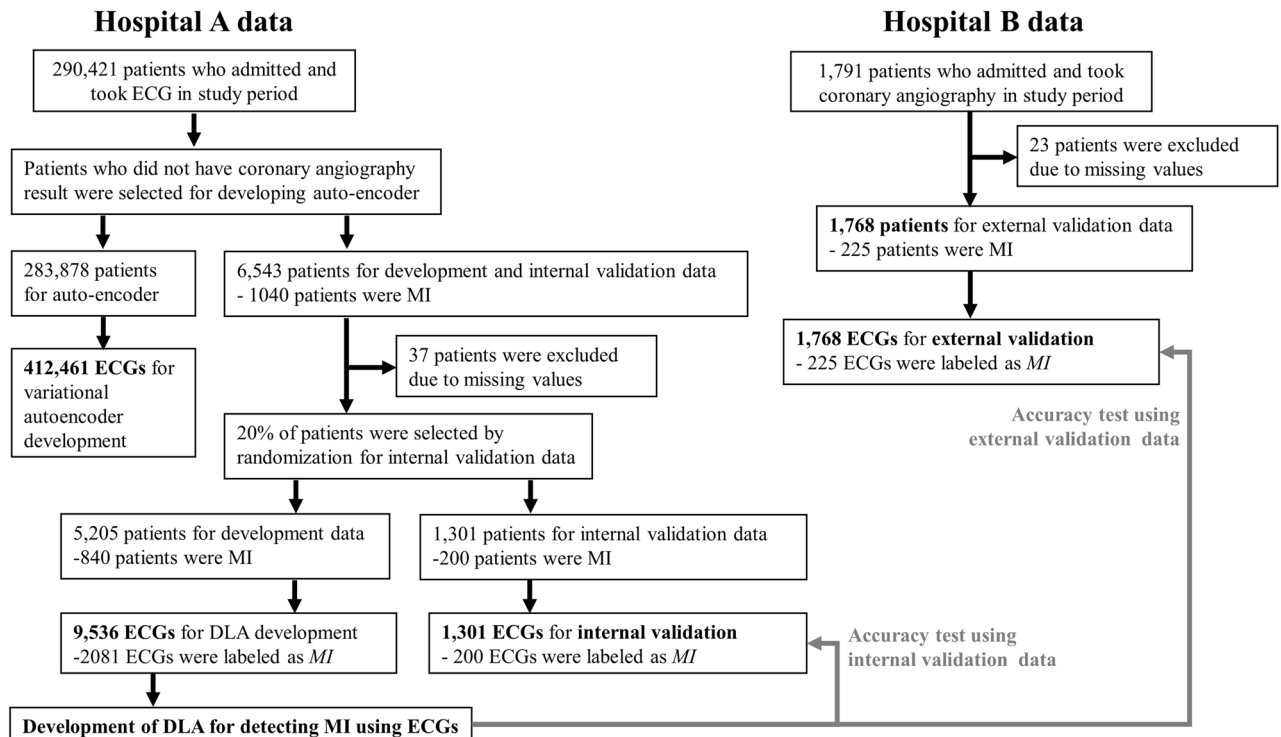 Hospital A data
290,421 patients who admitted and
took ECG in study period
Patients who did not have coronary angiography
result were selected for developing auto-encoder
283,878 patients
for auto-encoder
412,461 ECGs for
variational
autoencoder
development
6,543 patients for development and internal validation data
- 1040 patients were MI
37 patients were excluded
due to missing values
20% of patients were selected by
randomization for internal validation data
5,205 patients for development data
-840 patients were MI
1,301 patients for internal validation data
-200 patients were MI
9,536 ECGs for DLA development
-2081 ECGs were labeled as MI
1,301 ECGs for internal validation
- 200 ECGs were labeled as MI
Development of DLA for detecting MI using ECGs
Accuracy test using
internal validation data
Hospital B data
1,791 patients who admitted and took
coronary angiography in study period
23 patients were excluded
due to missing values
1,768 patients for external validation data
- 225 patients were MI
1,768 ECGs for external validation
- 225 ECGs were labeled as MI
Accuracy test using
external validation data